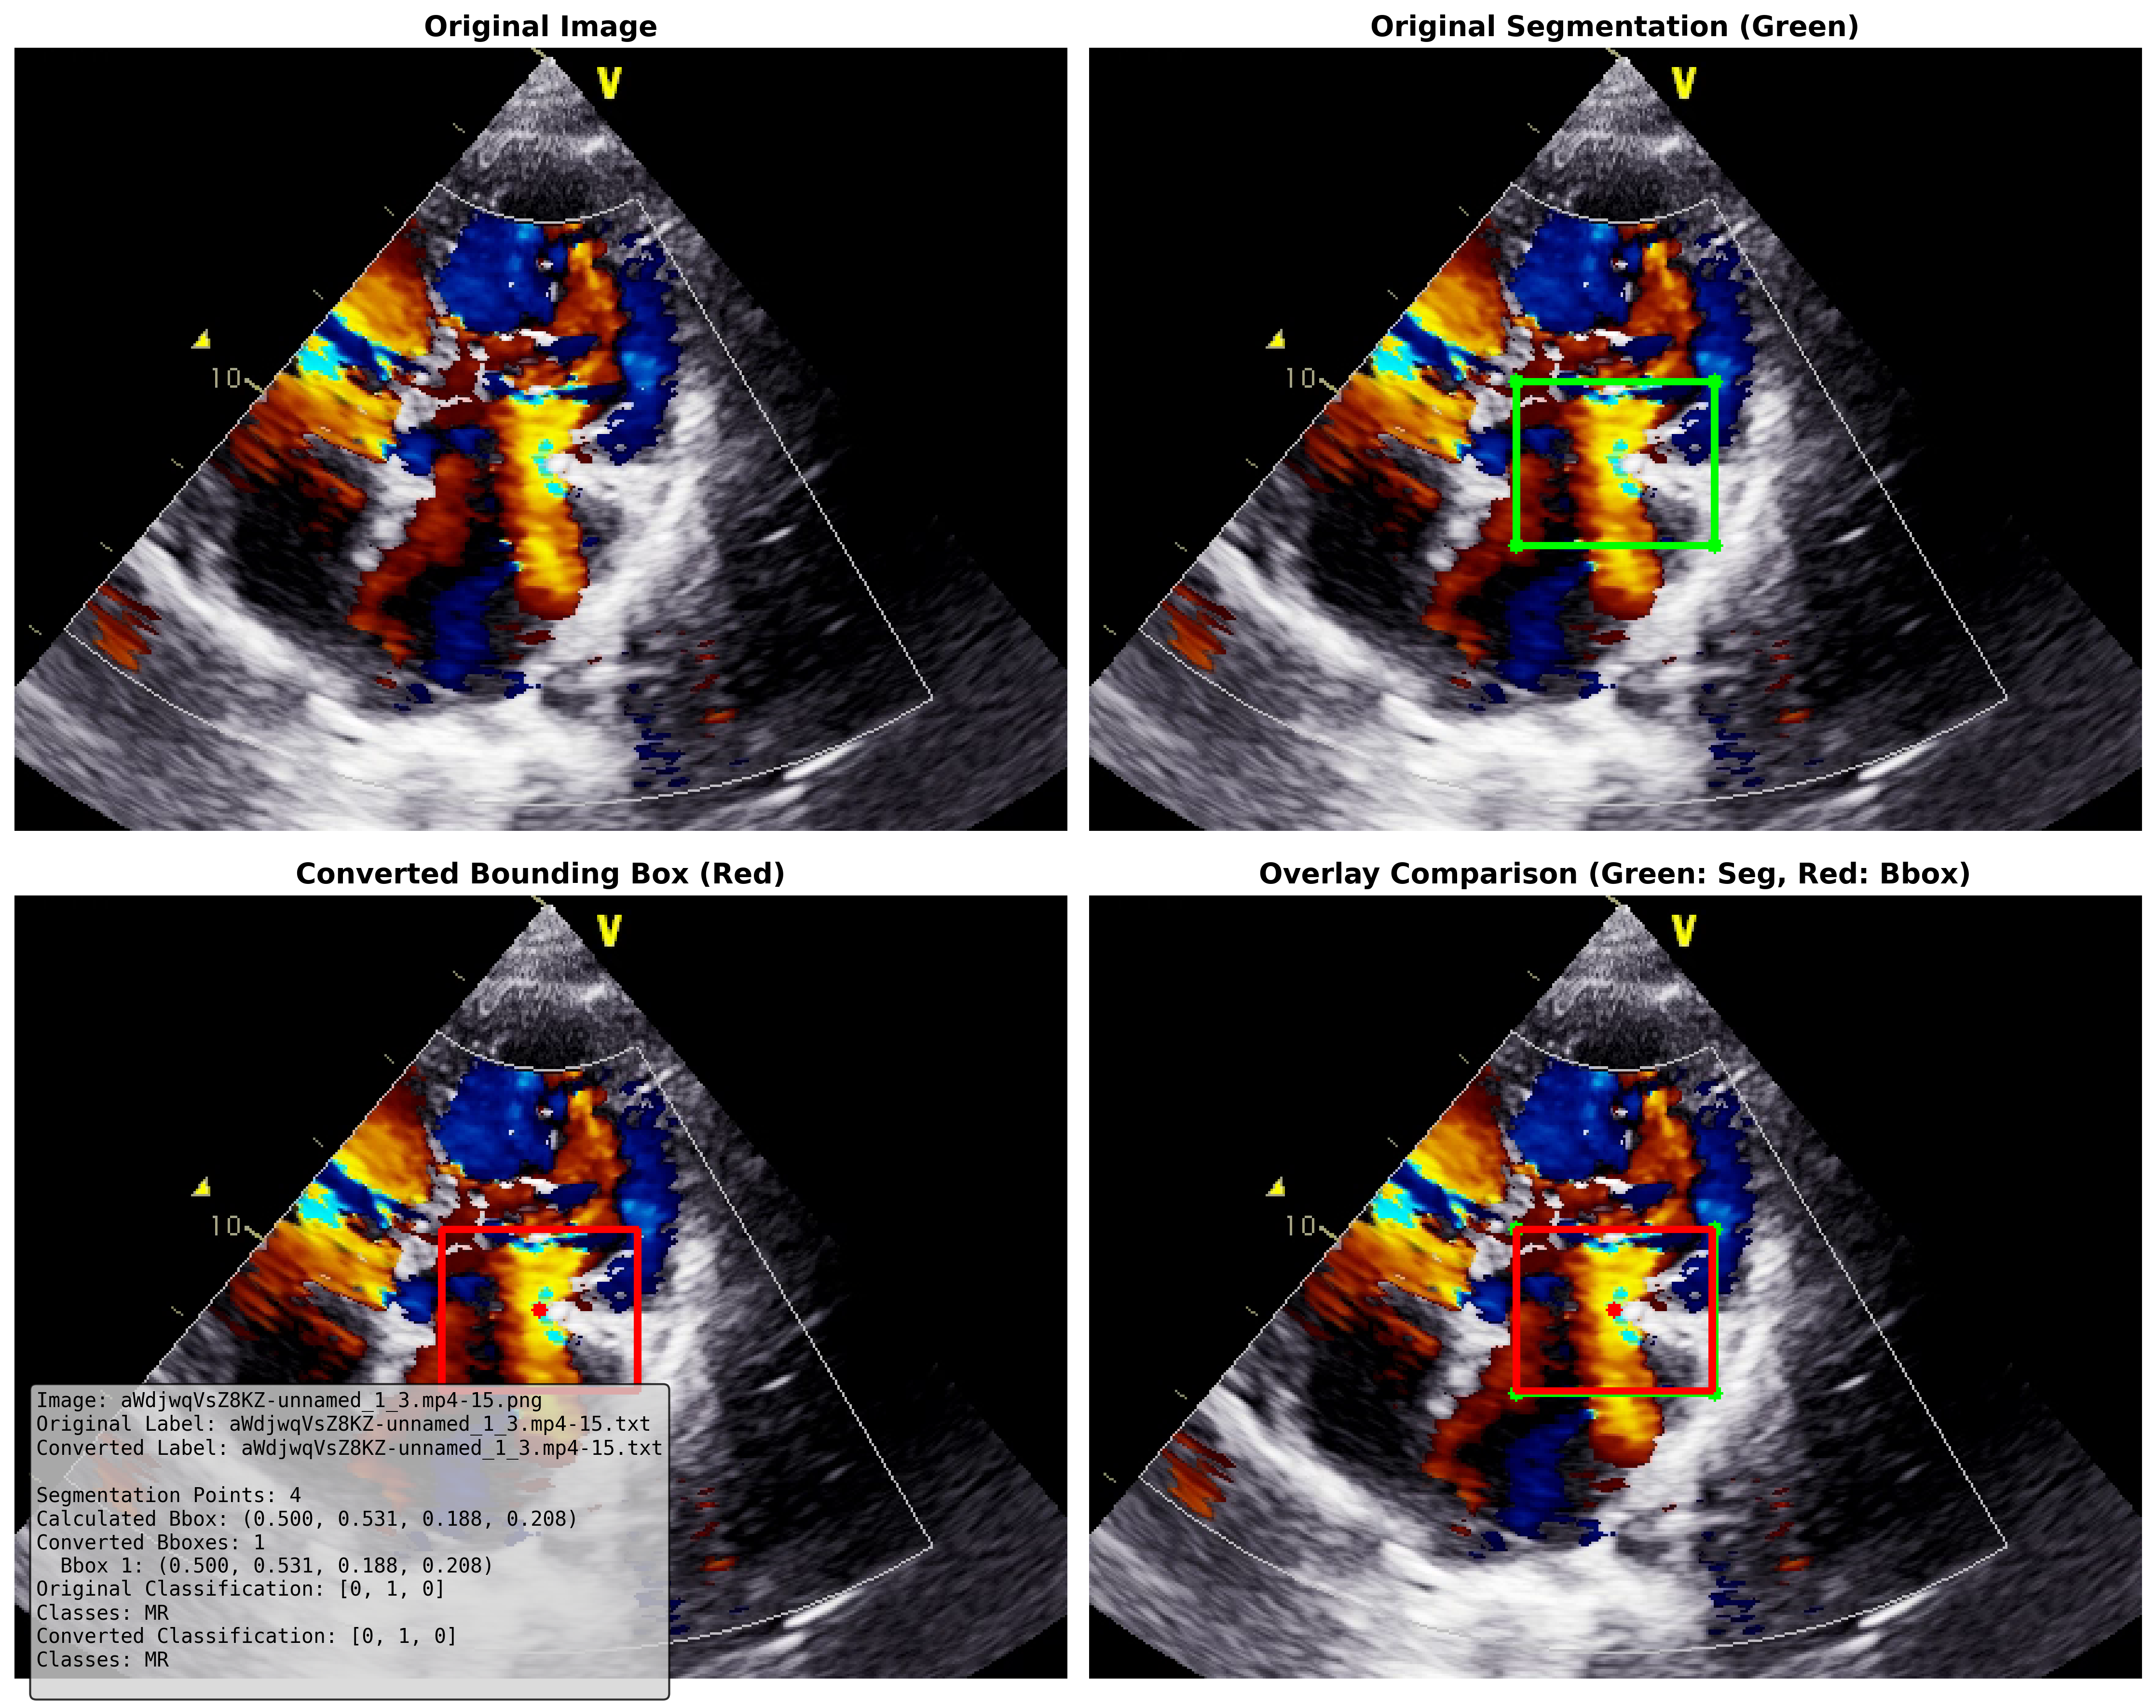 Original Image
Original Segmentation (Green)
V
10
V
10
Converted Bounding Box (Red)
Overlay Comparison (Green: Seg, Red: Bbox)
V
10
V
10
Image: aWdjwqVsZ8KZ-unnamed_1_3.mp4-15.png
Original Label: aWdjwqVsZ8KZ-unnamed_1_3.mp4-15.txt
Converted Label: aWdjwqVsZ8KZ-unnamed_1_3.mp4-15.txt
Segmentation Points: 4
Calculated Bbox: (0.500, 0.531, 0.188, 0.208)
Converted Bboxes: 1
Bbox 1: (0.500, 0.531, 0.188, 0.208)
Original Classification: [0, 1, 0]
Classes: MR
Converted Classification: [0, 1, 0]
Classes: MR